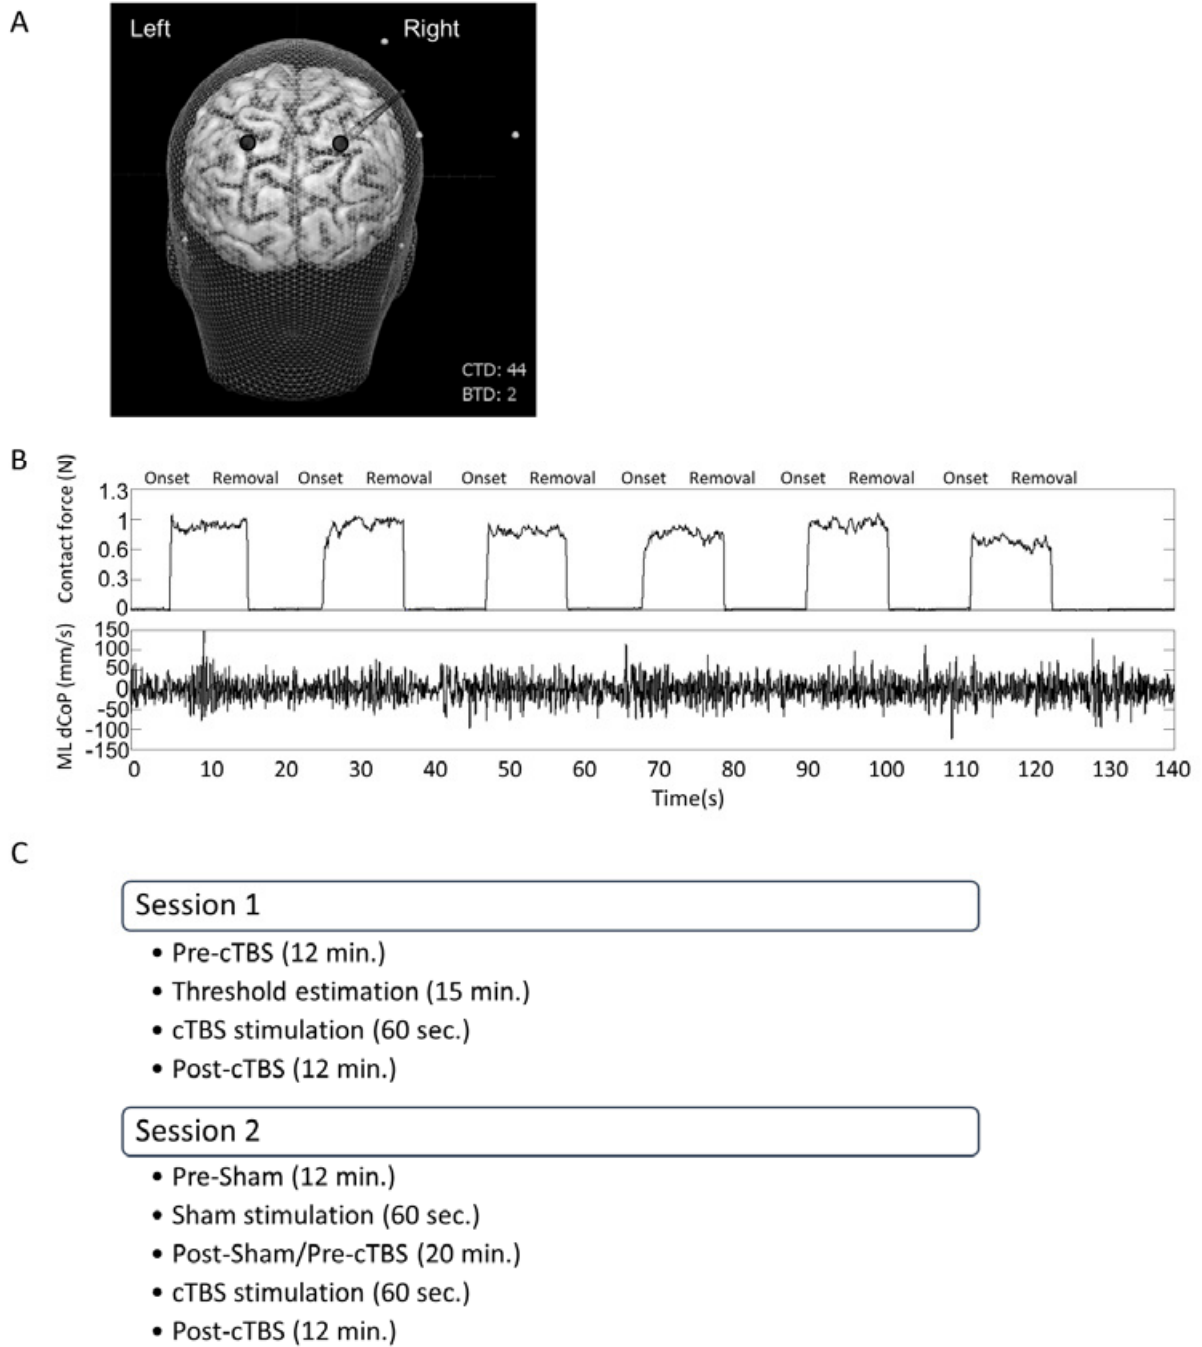 A
Left Right
CTD: 44
BTD: 2
B
Onset Removal Onset Removal Onset Removal Onset Removal Onset Removal Onset Removal
Contact force (N)
1.3
1
0.6
0.3
0
ML dCoP (mm/s)
150
100
50
0
-50
-100
-150
0 10 20 30 40 50 60 70 80 90 100 110 120 130 140
Time(s)
C
Session 1
• Pre-cTBS (12 min.)
• Threshold estimation (15 min.)
• cTBS stimulation (60 sec.)
• Post-cTBS (12 min.)
Session 2
• Pre-Sham (12 min.)
• Sham stimulation (60 sec.)
• Post-Sham/Pre-cTBS (20 min.)
• cTBS stimulation (60 sec.)
• Post-cTBS (12 min.)